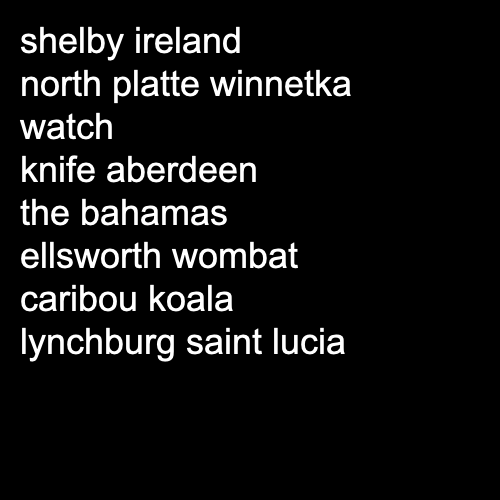 shelby ireland
north platte winnetka
watch
knife aberdeen
the bahamas
ellsworth wombat
caribou koala
lynchburg saint lucia